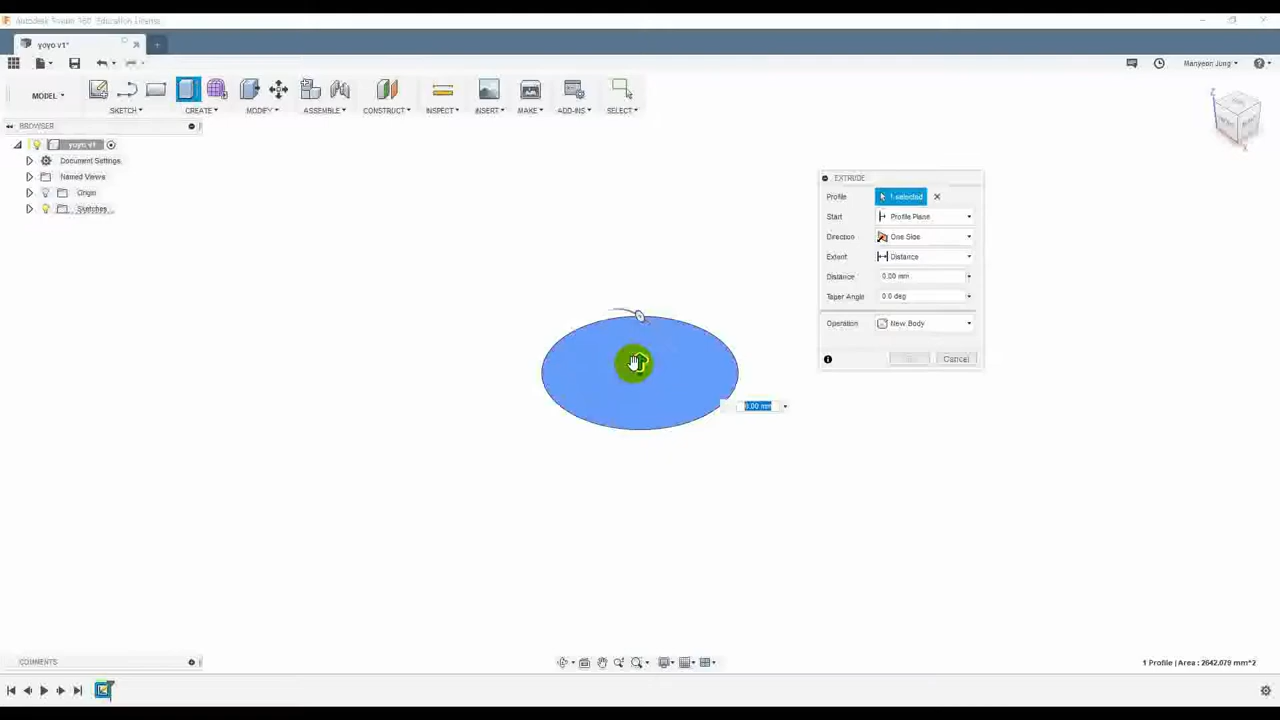 Autodesk Fusion 360 (Education License)
yoyo v1*
Manyeon Jung
MODEL
SKETCH
CREATE
MODIFY
ASSEMBLE
CONSTRUCT
INSPECT
INSERT
MAKE
ADD-INS
SELECT
BROWSER
yoyo v1
Document Settings
Named Views
Origin
Sketches
EXTRUDE
Profile 1 selected
Start Profile Plane
Direction One Side
Extent Distance
Distance 0.00 mm
Taper Angle 0.0 deg
Operation New Body
Cancel
0.00 mm
COMMENTS
1 Profile | Area : 2642.079 mm^2